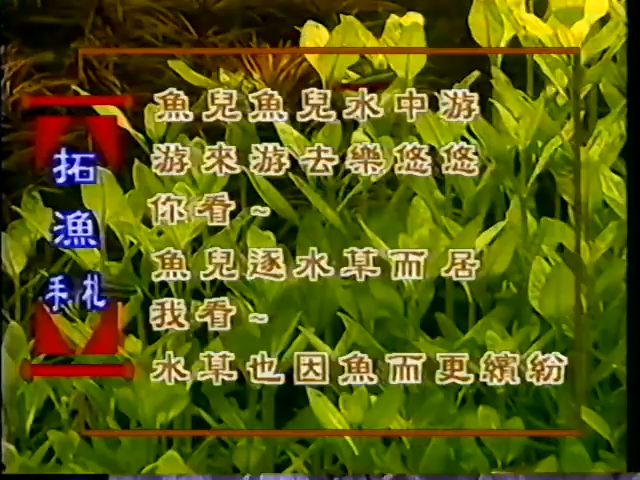 拓漁手札
魚兒魚兒水中游
游來游去樂悠悠
你看~
魚兒逐水草而居
我看~
水草也因魚而更繽紛